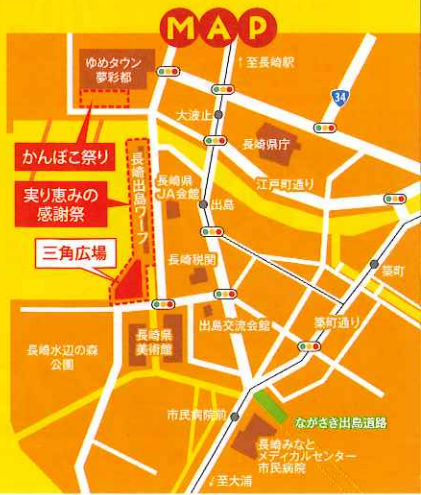 MAP
ゆめタウン
夢彩都
↑至長崎駅
34
大波止
かんぼこ祭り
長崎県庁
実り恵みの
感謝祭
長崎出島ワーフ
長崎県
JA会館
江戸町通り
出島
三角広場
長崎税関
築町
出島交流会館
築町通り
長崎水辺の森
公園
長崎県
美術館
市民病院前
ながさき出島道路
長崎みなと
メディカルセンター
市民病院
↓至大浦